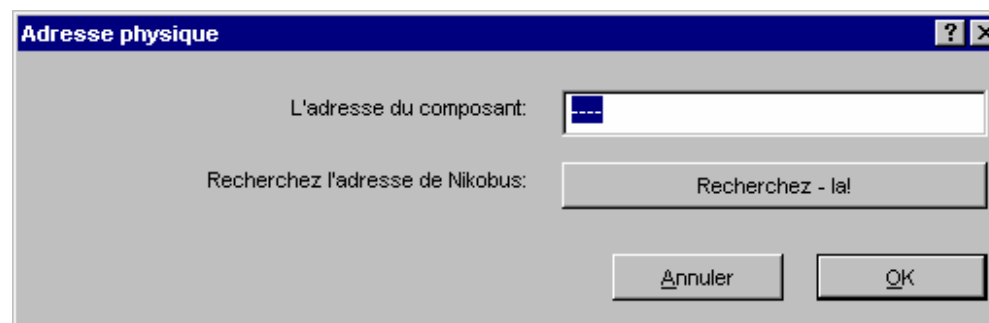 Adresse physique
L'adresse du composant: ----
Recherchez l'adresse de Nikobus: Recherchez - la!
Annuler OK